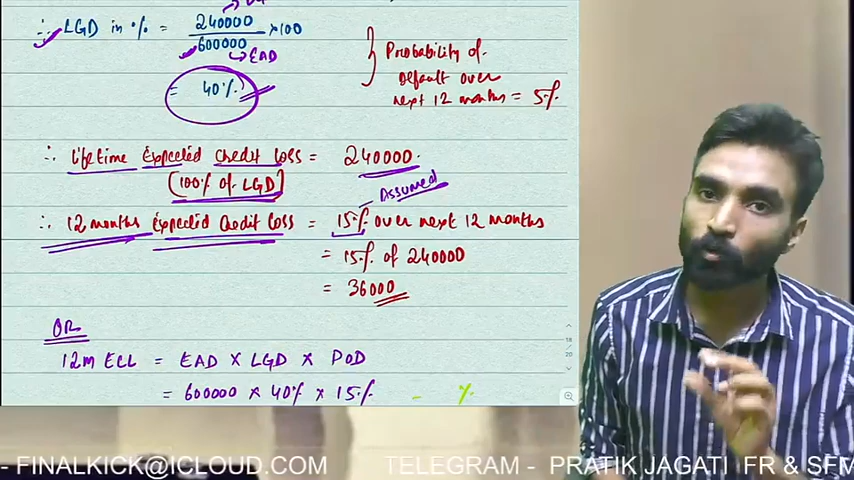 ∴ LGD in % = 240000/600000 ×100
→ EAD
= 40%
Probability of
Default over
next 12 months = 5%
∴ Lifetime Expected Credit Loss = 240000.
(100% of LGD)
Assumed
∴ 12 months Expected Credit Loss = 15% over next 12 months
= 15% of 240000
= 36000
OR
12m ECL = EAD × LGD × POD
= 600000 × 40% × 15%
- %
18
20
- FINALKICK@ICLOUD.COM TELEGRAM - PRATIK JAGATI FR & SFM